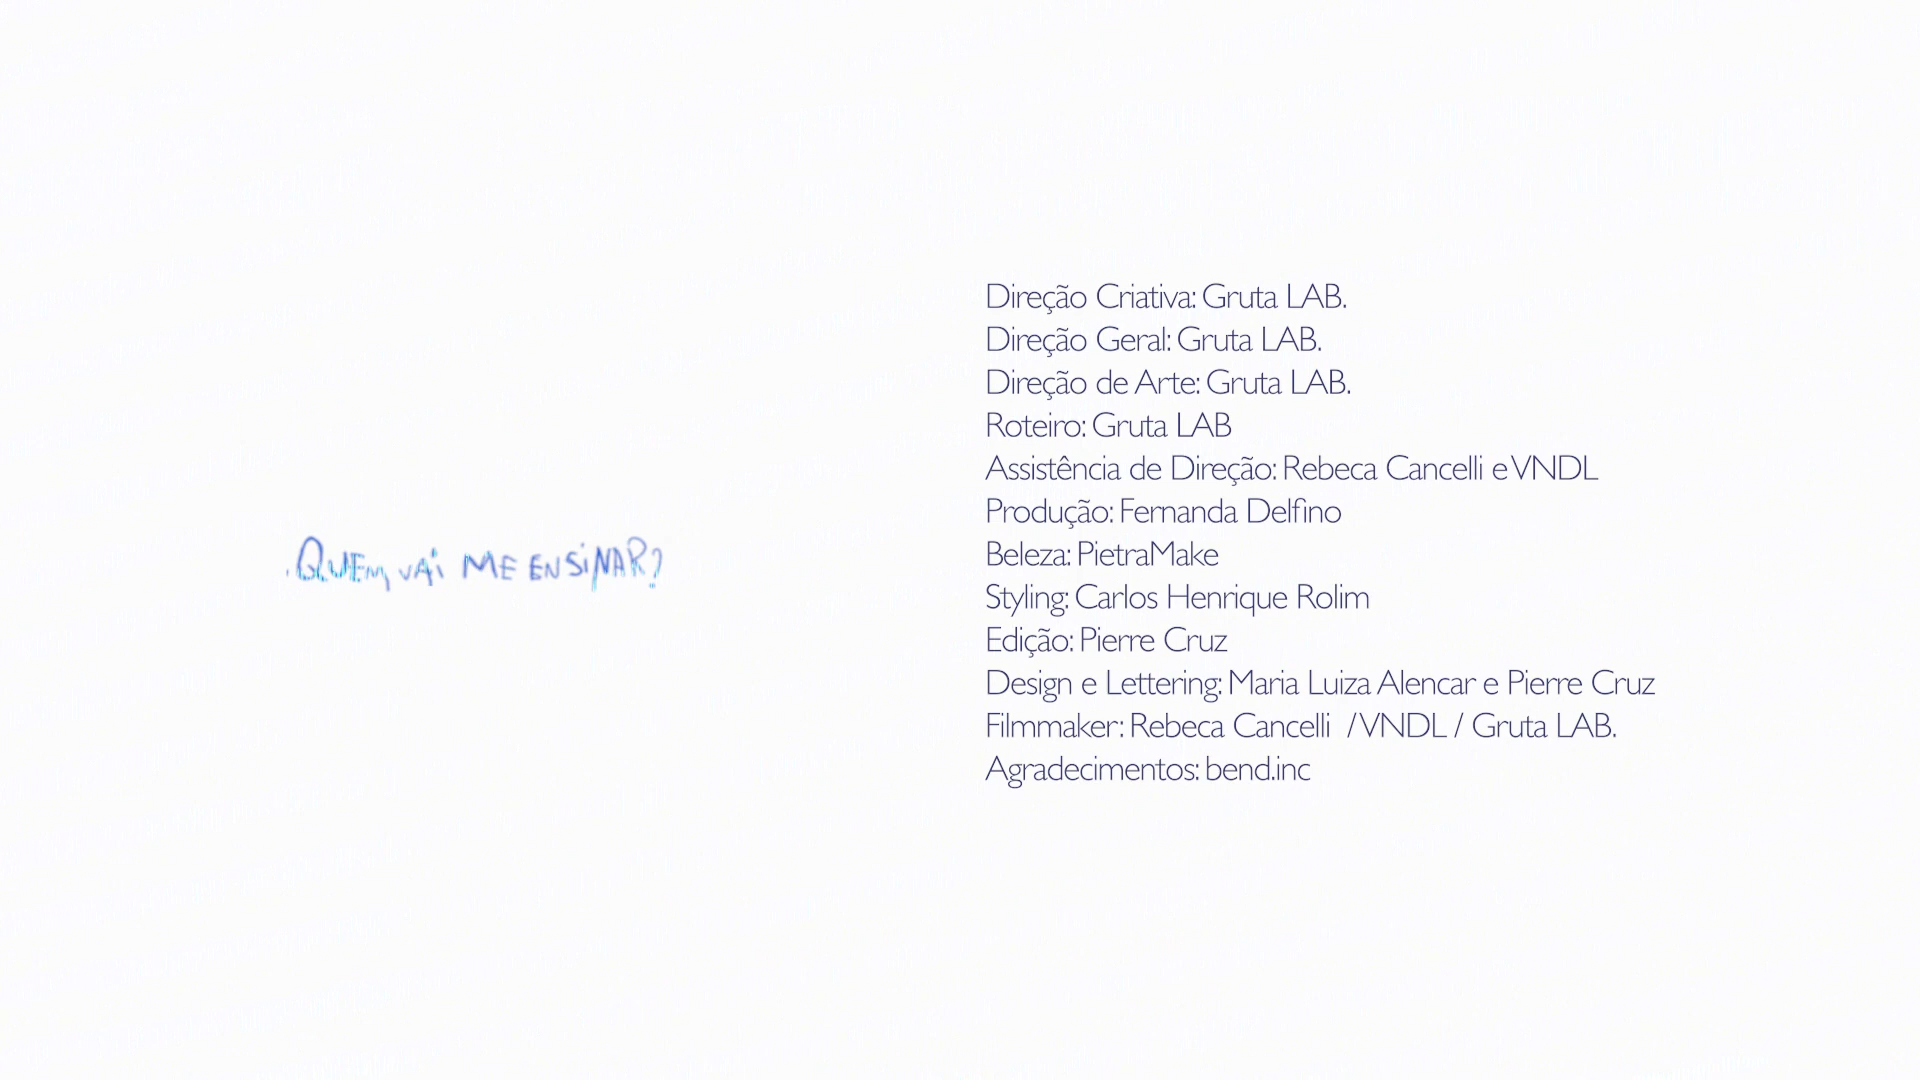 .QUEM VAi ME ENSiNAR?
Direção Criativa: Gruta LAB.
Direção Geral: Gruta LAB.
Direção de Arte: Gruta LAB.
Roteiro: Gruta LAB
Assistência de Direção: Rebeca Cancelli e VNDL
Produção: Fernanda Delfino
Beleza: PietraMake
Styling: Carlos Henrique Rolim
Edição: Pierre Cruz
Design e Lettering: Maria Luiza Alencar e Pierre Cruz
Filmmaker: Rebeca Cancelli / VNDL / Gruta LAB.
Agradecimentos: bend.inc